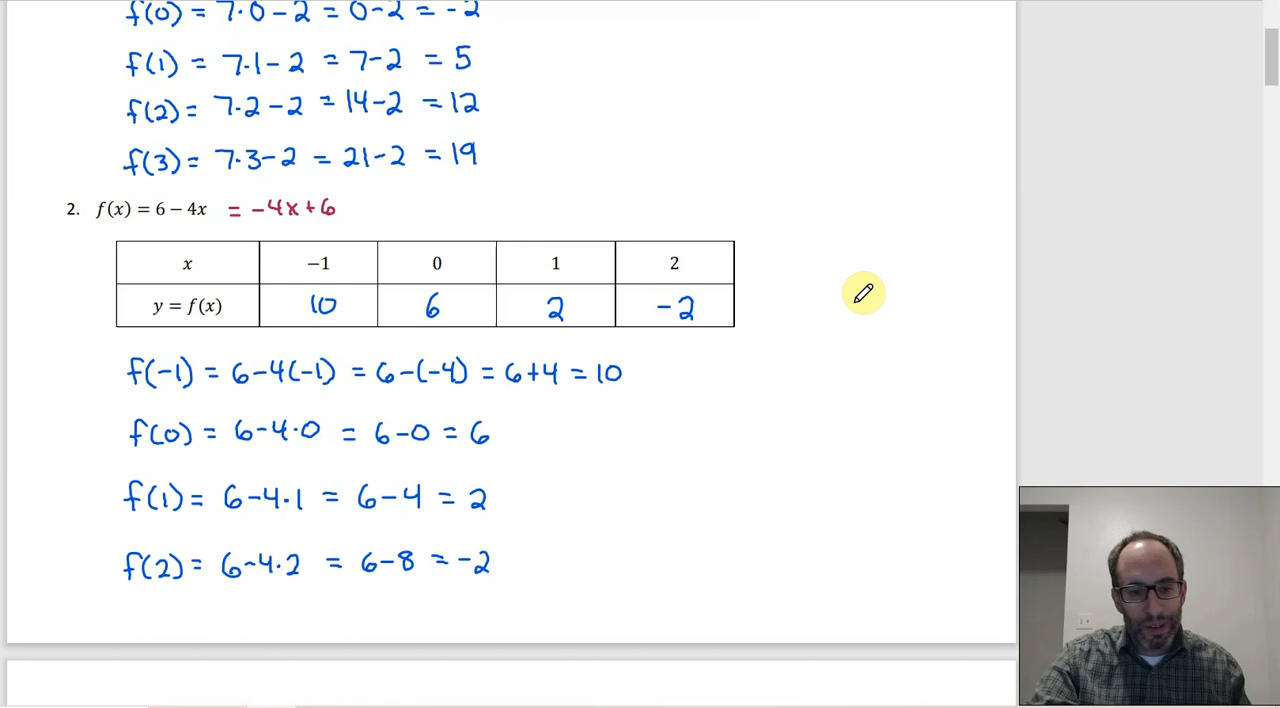 f(0) = 7·0-2 = 0-2 = -2
f(1) = 7·1-2 = 7-2 = 5
f(2) = 7·2-2 = 14-2 = 12
f(3) = 7·3-2 = 21-2 = 19
2. f(x) = 6 − 4x = -4x+6
x −1 0 1 2
y = f(x) 10 6 2 -2
f(-1) = 6-4(-1) = 6-(-4) = 6+4 = 10
f(0) = 6-4·0 = 6-0 = 6
f(1) = 6-4·1 = 6-4 = 2
f(2) = 6-4·2 = 6-8 = -2